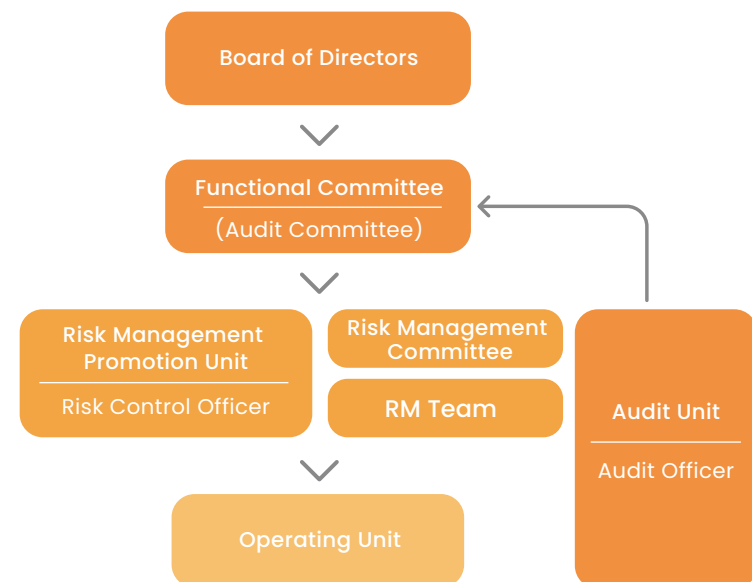 Board of Directors
Functional Committee
(Audit Committee)
Risk Management
Promotion Unit
Risk Control Officer
Risk Management
Committee
RM Team
Audit Unit
Audit Officer
Operating Unit